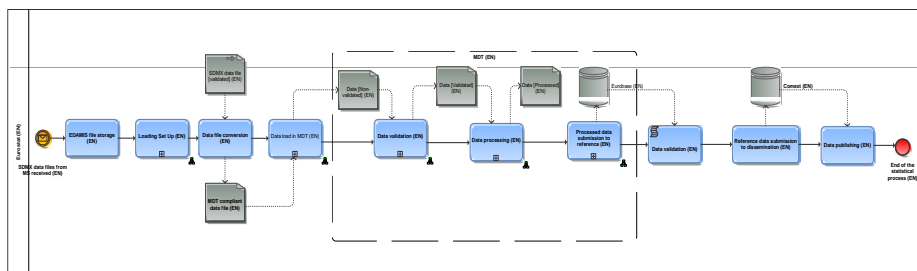 MDT (EN)
SDMX data file
[validated] (EN)
Data [Non-
validated] (EN)
Data [Validated]
(EN)
Data [Processed]
(EN)
Eurobase (EN)
Comext (EN)
Eurostat (EN)
SDMX data files from
MS received (EN)
EDAMIS file storage
(EN)
Loading Set Up (EN)
Data file conversion
(EN)
Data load in MDT (EN)
Data validation (EN)
Data processing (EN)
Processed data
submission to
reference (EN)
Data validation (EN)
Reference data submission
to dissemination (EN)
Data publishing (EN)
End of the
statistical
process (EN)
MDT compliant
data file (EN)